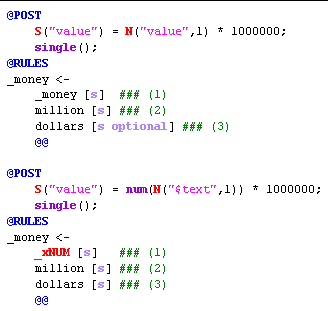 @POST
S("value") = N("value",1) * 1000000;
single();
@RULES
_money <-
_money [s] ### (1)
million [s] ### (2)
dollars [s optional] ### (3)
@@
@POST
S("value") = num(N("$text",1)) * 1000000;
single();
@RULES
_money <-
_xNUM [s] ### (1)
million [s] ### (2)
dollars [s] ### (3)
@@